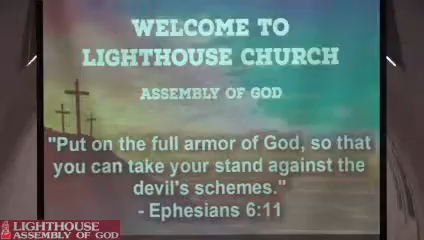 WELCOME TO
LIGHTHOUSE CHURCH
ASSEMBLY OF GOD
"Put on the full armor of God, so that
you can take your stand against the
devil's schemes."
- Ephesians 6:11
LIGHTHOUSE
ASSEMBLY OF GOD